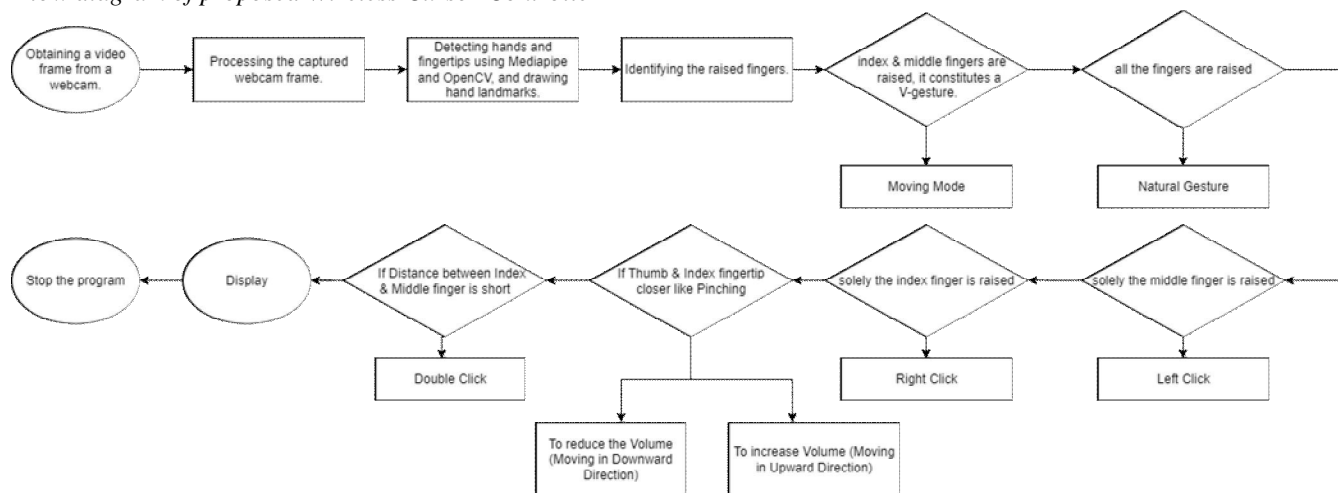 Obtaining a video
frame from a
webcam.
Processing the captured
webcam frame.
Detecting hands and
fingertips using Mediapipe
and OpenCV, and drawing
hand landmarks.
Identifying the raised fingers.
index & middle fingers are
raised, it constitutes a
V-gesture.
all the fingers are raised
Moving Mode
Natural Gesture
Stop the program
Display
If Distance between Index
& Middle finger is short
If Thumb & Index fingertip
closer like Pinching
solely the index finger is raised
solely the middle finger is raised
Double Click
Right Click
Left Click
To reduce the Volume
(Moving in Downward
Direction)
To increase Volume (Moving
in Upward Direction)